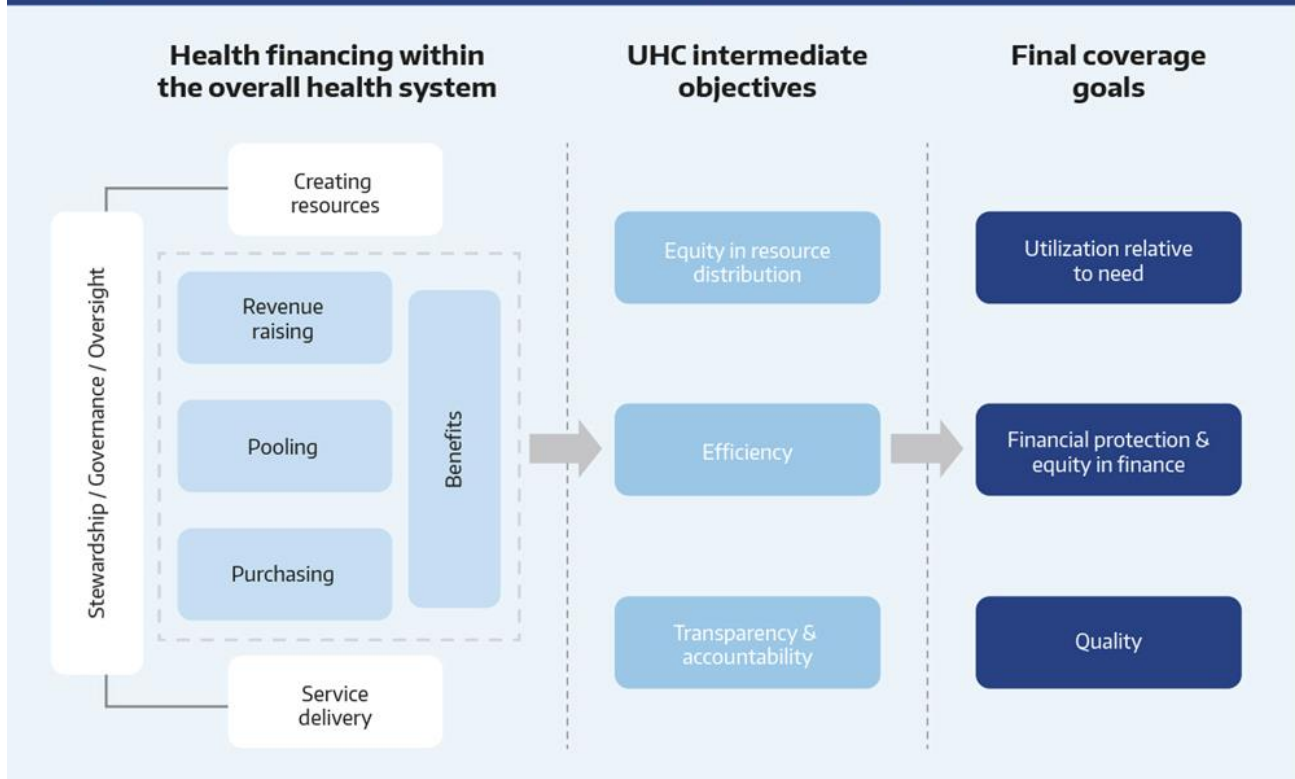 Health financing within
the overall health system
UHC intermediate
objectives
Final coverage
goals
Stewardship / Governance / Oversight
Creating
resources
Revenue
raising
Pooling
Purchasing
Benefits
Service
delivery
Equity in resource
distribution
Efficiency
Transparency &
accountability
Utilization relative
to need
Financial protection &
equity in finance
Quality